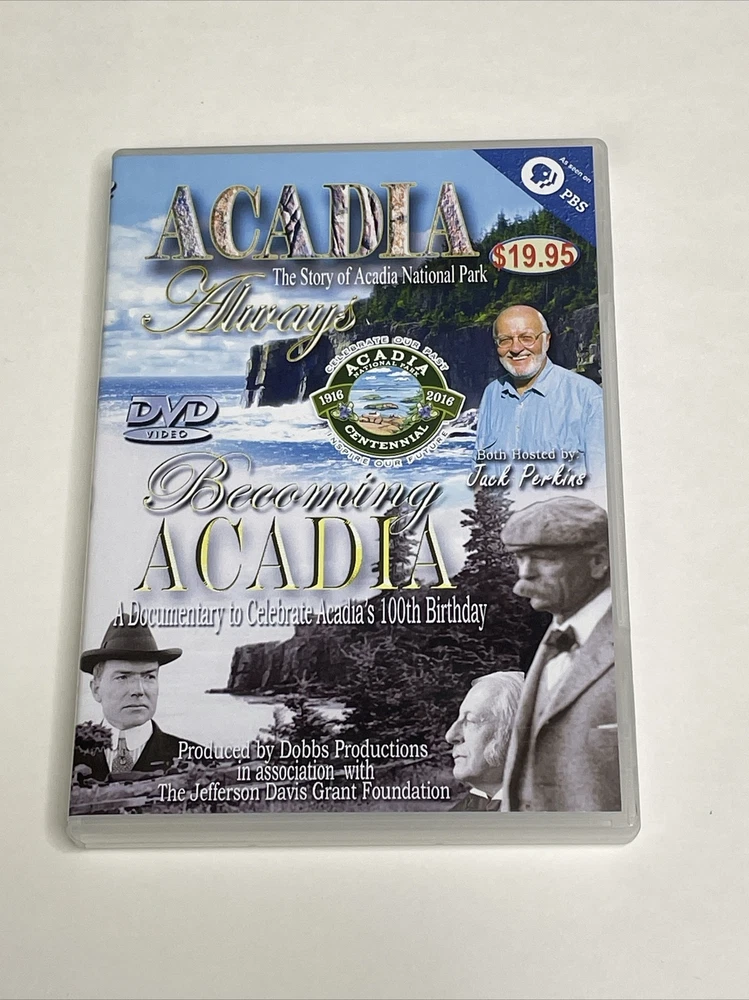 As seen on
PBS
ACADIA
$19.95
The Story of Acadia National Park
Always
CELEBRATE OUR PAST
ACADIA
NATIONAL PARK
1916 2016
CENTENNIAL
INSPIRE OUR FUTURE
DVD
VIDEO
Both Hosted by:
Jack Perkins
Becoming
ACADIA
A Documentary to Celebrate Acadia's 100th Birthday
Produced by Dobbs Productions
in association with
The Jefferson Davis Grant Foundation